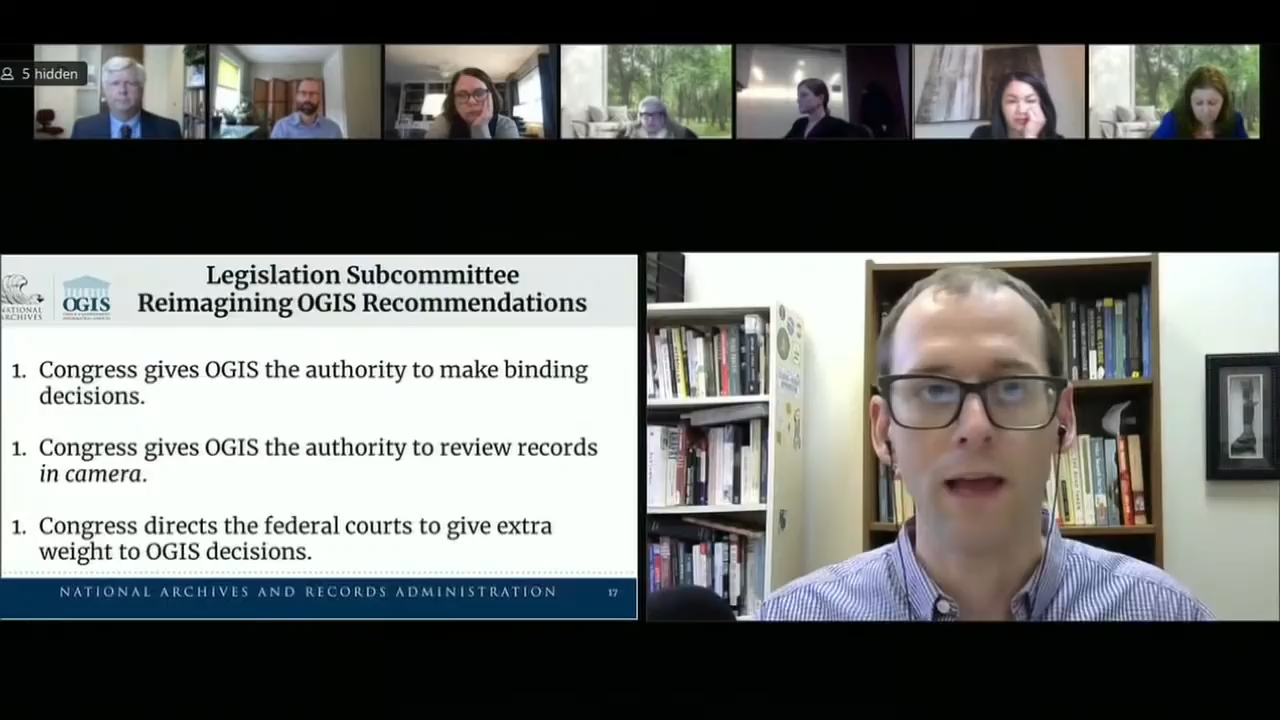 5 hidden
Legislation Subcommittee
Reimagining OGIS Recommendations
NATIONAL
ARCHIVES
OGIS
1. Congress gives OGIS the authority to make binding
decisions.
1. Congress gives OGIS the authority to review records
in camera.
1. Congress directs the federal courts to give extra
weight to OGIS decisions.
NATIONAL ARCHIVES AND RECORDS ADMINISTRATION
17